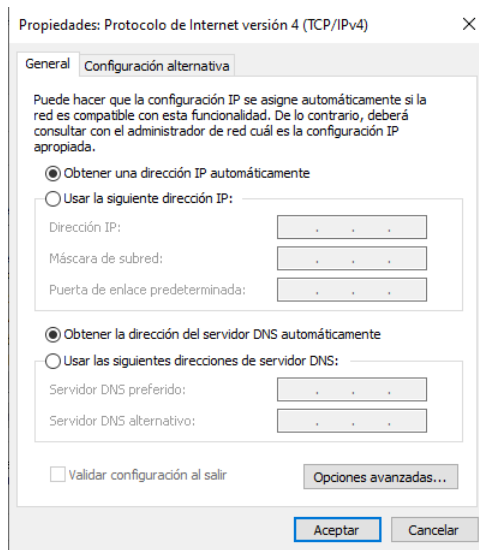 Propiedades: Protocolo de Internet versión 4 (TCP/IPv4)
General Configuración alternativa
Puede hacer que la configuración IP se asigne automáticamente si la
red es compatible con esta funcionalidad. De lo contrario, deberá
consultar con el administrador de red cuál es la configuración IP
apropiada.
Obtener una dirección IP automáticamente
Usar la siguiente dirección IP:
Dirección IP:
Máscara de subred:
Puerta de enlace predeterminada:
Obtener la dirección del servidor DNS automáticamente
Usar las siguientes direcciones de servidor DNS:
Servidor DNS preferido:
Servidor DNS alternativo:
Validar configuración al salir Opciones avanzadas...
Aceptar Cancelar